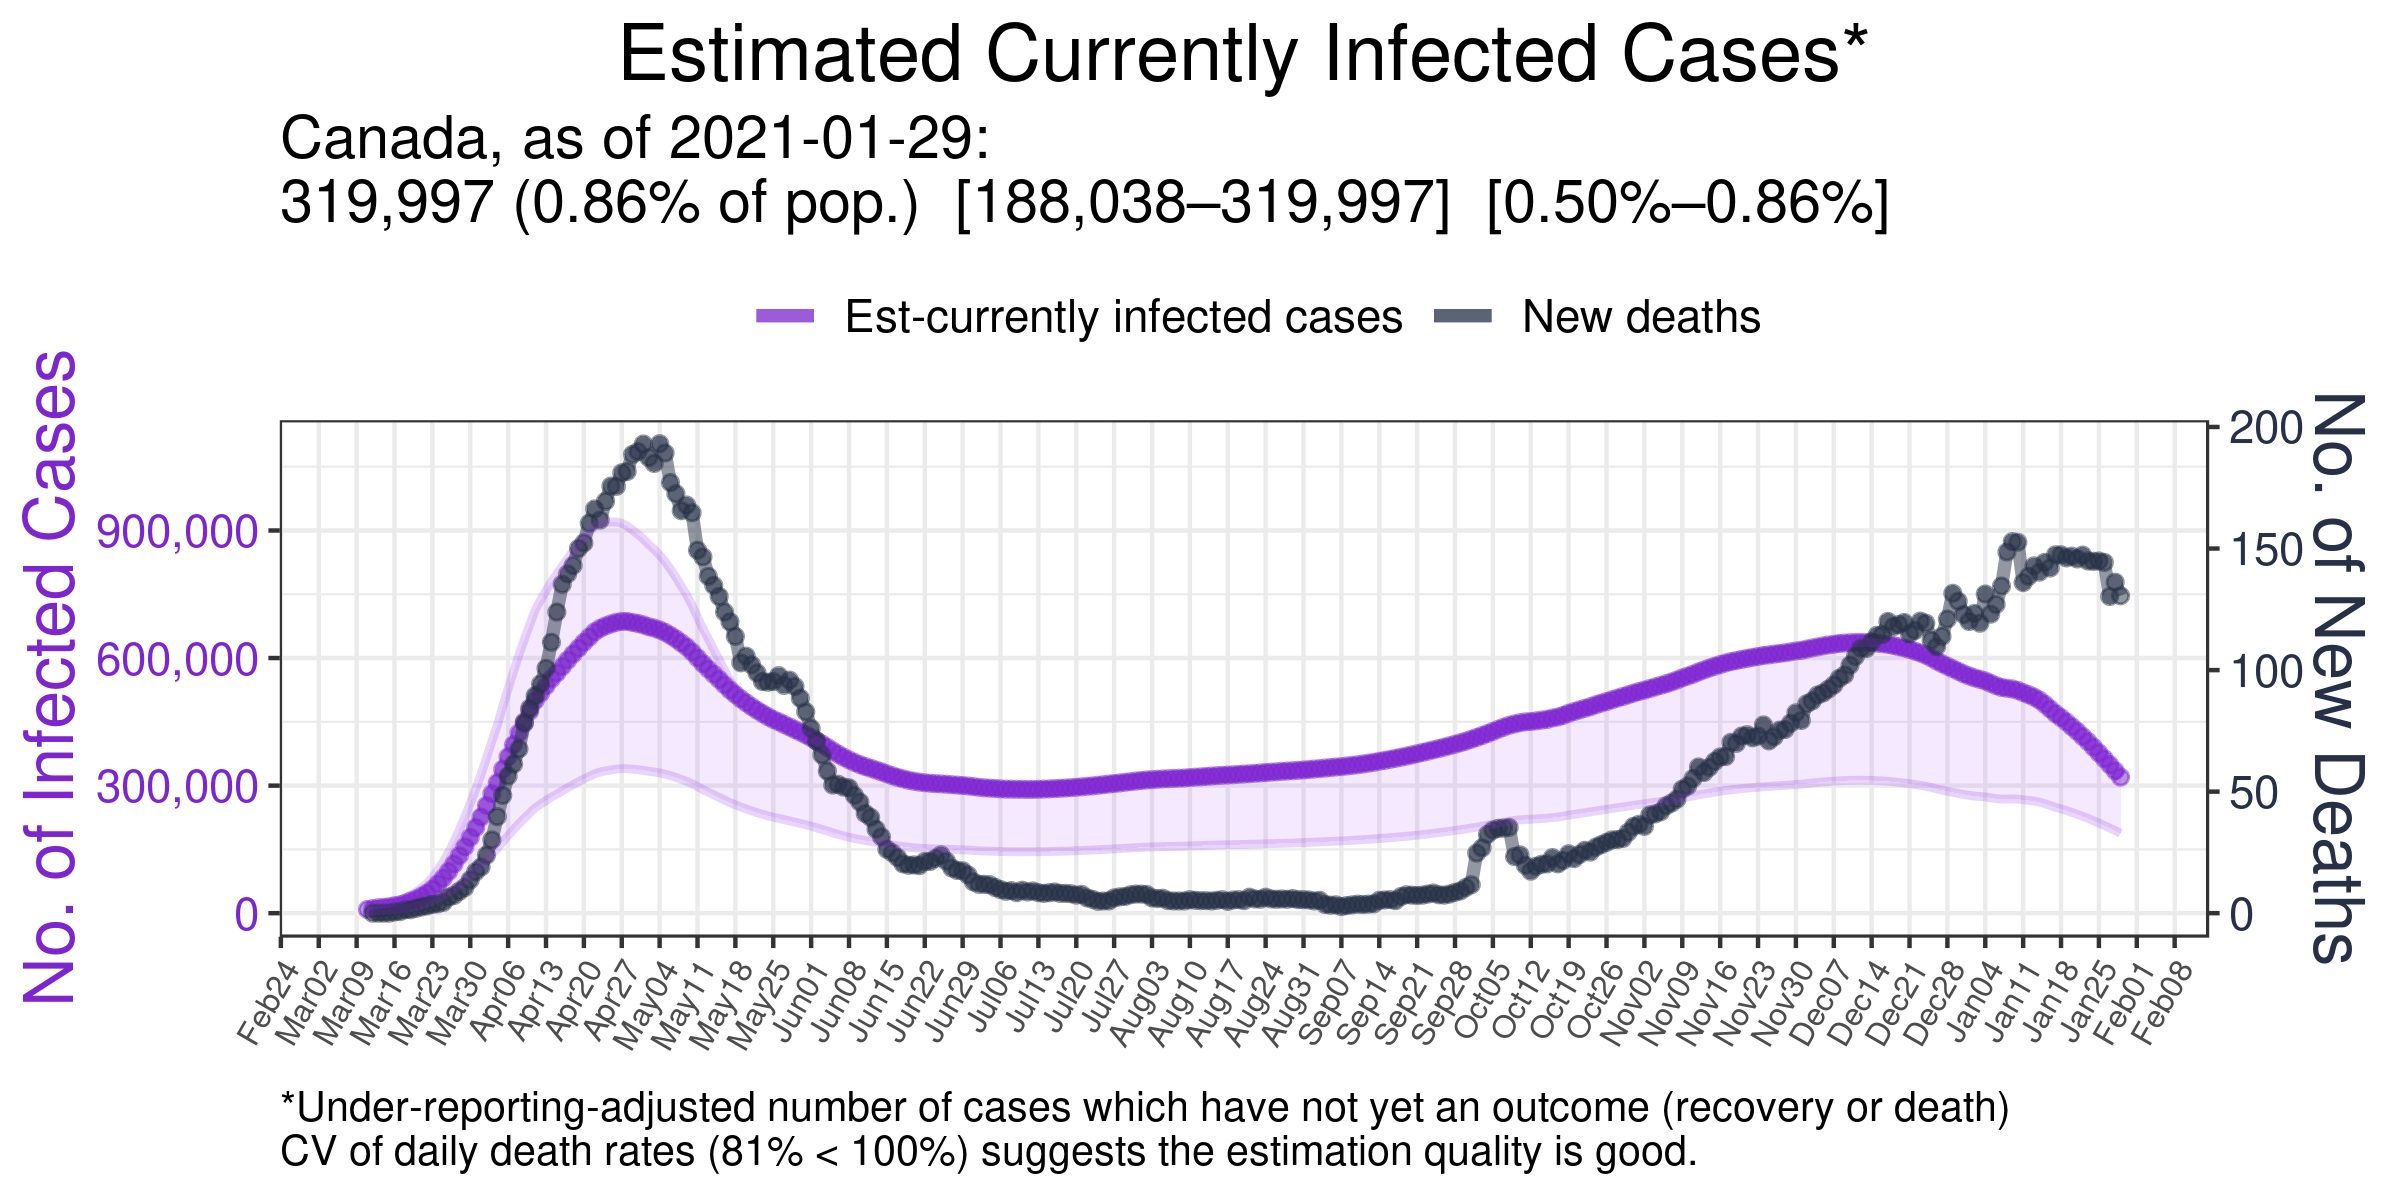 Estimated Currently Infected Cases*
Canada, as of 2021-01-29:
319,997 (0.86% of pop.) [188,038–319,997] [0.50%–0.86%]
Est-currently infected cases
New deaths
No. of Infected Cases
900,000
600,000
300,000
0
200
150
100
50
0
No. of New Deaths
Feb24
Mar02
Mar09
Mar16
Mar23
Mar30
Apr06
Apr13
Apr20
Apr27
May04
May11
May18
May25
Jun01
Jun08
Jun15
Jun22
Jun29
Jul06
Jul13
Jul20
Jul27
Aug03
Aug10
Aug17
Aug24
Aug31
Sep07
Sep14
Sep21
Sep28
Oct05
Oct12
Oct19
Oct26
Nov02
Nov09
Nov16
Nov23
Nov30
Dec07
Dec14
Dec21
Dec28
Jan04
Jan11
Jan18
Jan25
Feb01
Feb08
*Under-reporting-adjusted number of cases which have not yet an outcome (recovery or death)
CV of daily death rates (81% < 100%) suggests the estimation quality is good.